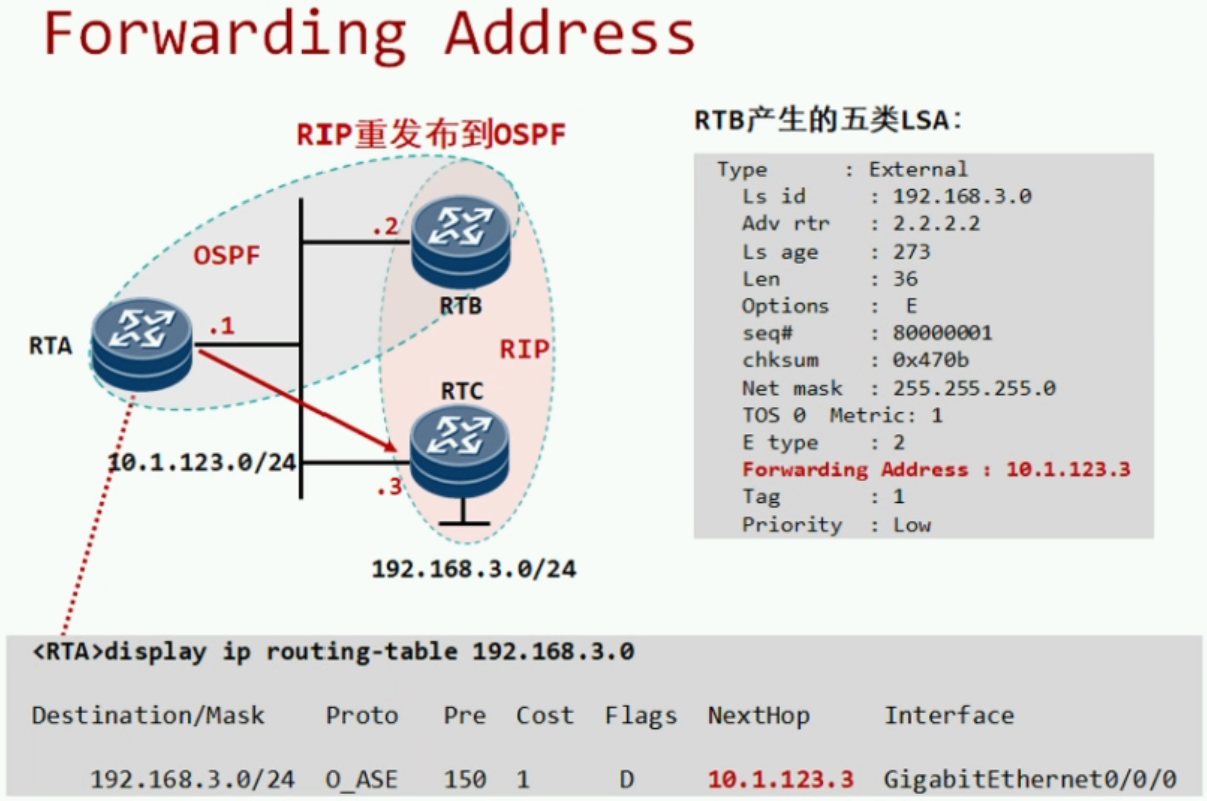 Forwarding Address
RIP重发布到OSPF
OSPF
.2
RTB
RTA
.1
RIP
RTC
10.1.123.0/24
.3
192.168.3.0/24
RTB产生的五类LSA：
Type : External
Ls id : 192.168.3.0
Adv rtr : 2.2.2.2
Ls age : 273
Len : 36
Options : E
seq# : 80000001
chksum : 0x470b
Net mask : 255.255.255.0
TOS 0 Metric: 1
E type : 2
Forwarding Address : 10.1.123.3
Tag : 1
Priority : Low
<RTA>display ip routing-table 192.168.3.0
Destination/Mask Proto Pre Cost Flags NextHop Interface
192.168.3.0/24 O_ASE 150 1 D 10.1.123.3 GigabitEthernet0/0/0